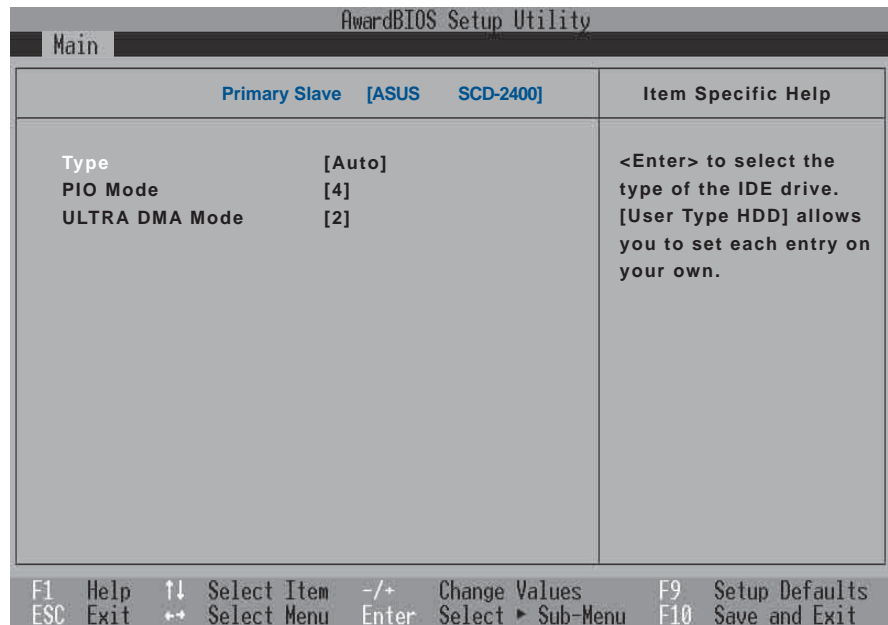 AwardBIOS Setup Utility
Main
Primary Slave [ASUS SCD-2400]
Item Specific Help
Type [Auto]
PIO Mode [4]
ULTRA DMA Mode [2]
<Enter> to select the
type of the IDE drive.
[User Type HDD] allows
you to set each entry on
your own.
F1 Help ↑↓ Select Item -/+ Change Values F9 Setup Defaults
ESC Exit ←→ Select Menu Enter Select ► Sub-Menu F10 Save and Exit